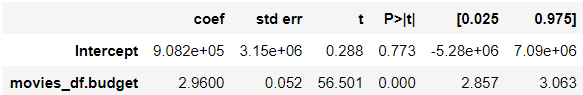 coef std err t P>|t| [0.025 0.975]
Intercept 9.082e+05 3.15e+06 0.288 0.773 -5.28e+06 7.09e+06
movies_df.budget 2.9600 0.052 56.501 0.000 2.857 3.063